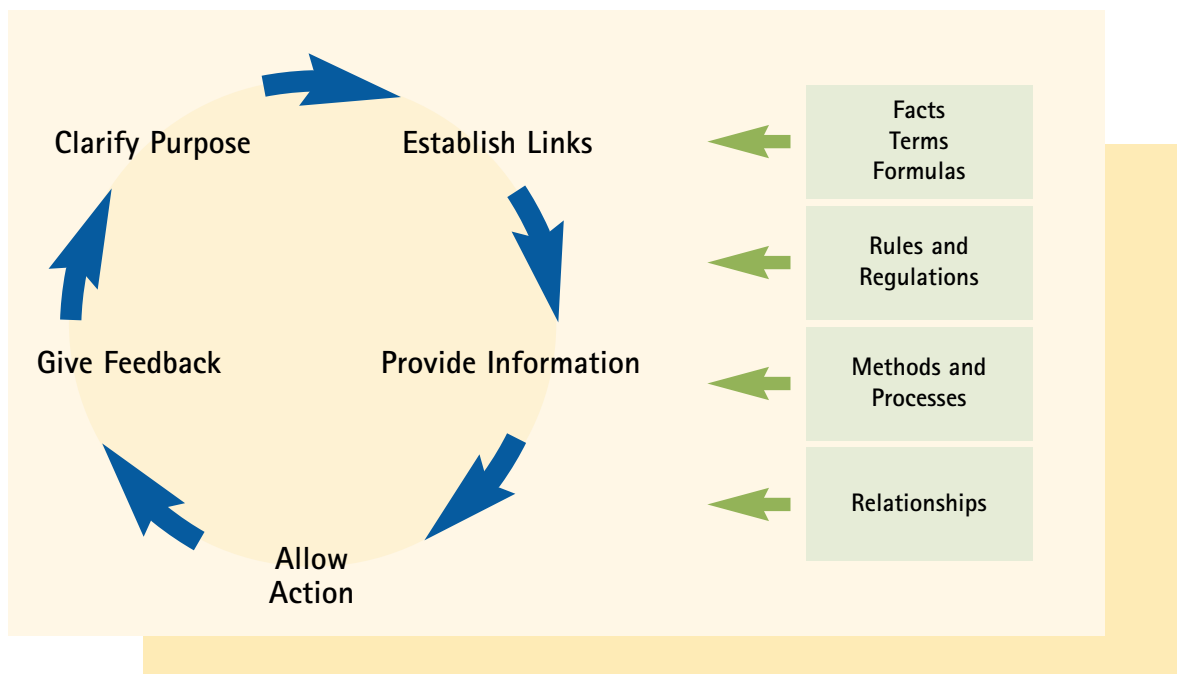 Clarify Purpose
Establish Links
Provide Information
Allow
Action
Give Feedback
Facts
Terms
Formulas
Rules and
Regulations
Methods and
Processes
Relationships